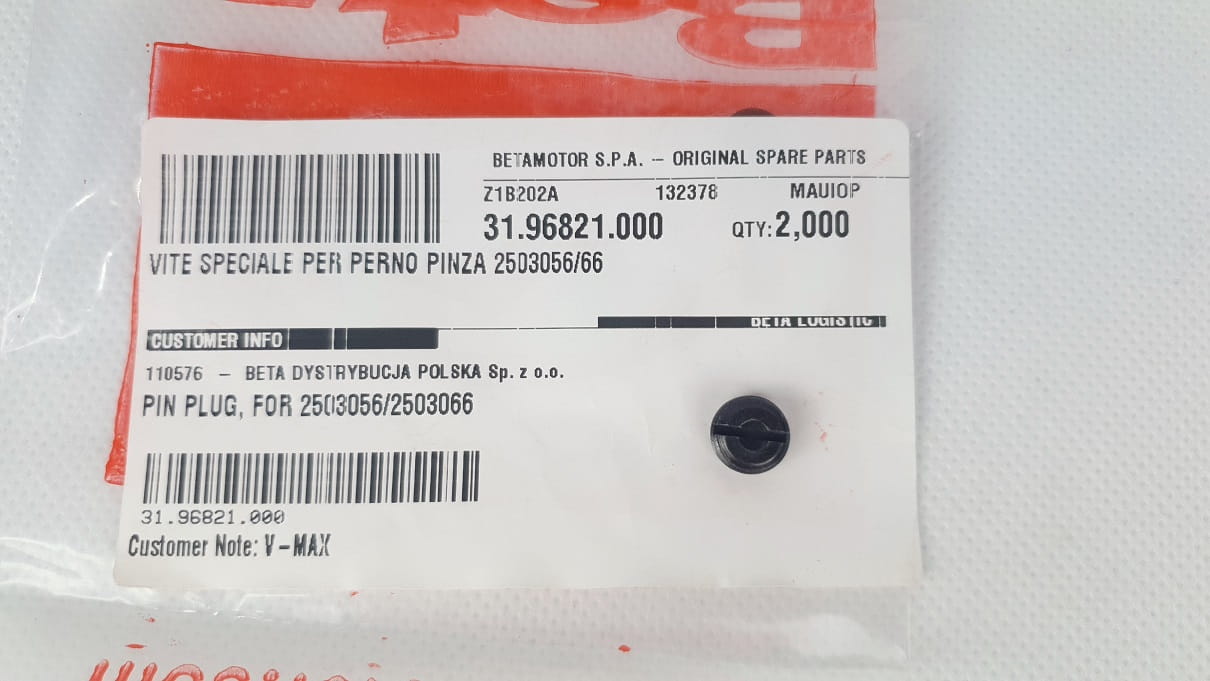 BETAMOTOR S.P.A. – ORIGINAL SPARE PARTS
Z1B202A 132378 MAUIOP
31.96821.000 QTY: 2,000
VITE SPECIALE PER PERNO PINZA 2503056/66
BETA LOGISTIC
CUSTOMER INFO
110576 – BETA DYSTRYBUCJA POLSKA Sp. z o.o.
PIN PLUG, FOR 2503056/2503066
31.96821.000
Customer Note: V-MAX